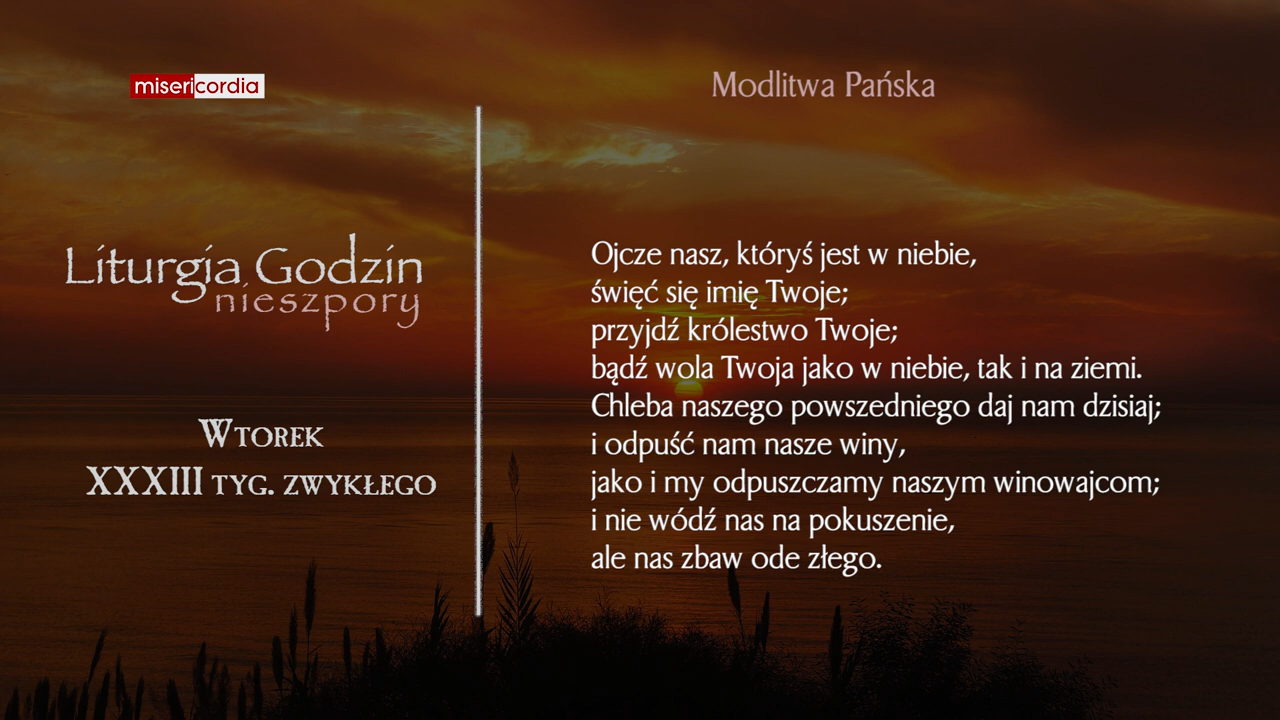 misericordia
Liturgia Godzin
nieszpory
Wtorek
XXXIII tyg. zwykłego
Modlitwa Pańska
Ojcze nasz, któryś jest w niebie,
święć się imię Twoje;
przyjdź królestwo Twoje;
bądź wola Twoja jako w niebie, tak i na ziemi.
Chleba naszego powszedniego daj nam dzisiaj;
i odpuść nam nasze winy,
jako i my odpuszczamy naszym winowajcom;
i nie wódź nas na pokuszenie,
ale nas zbaw ode złego.